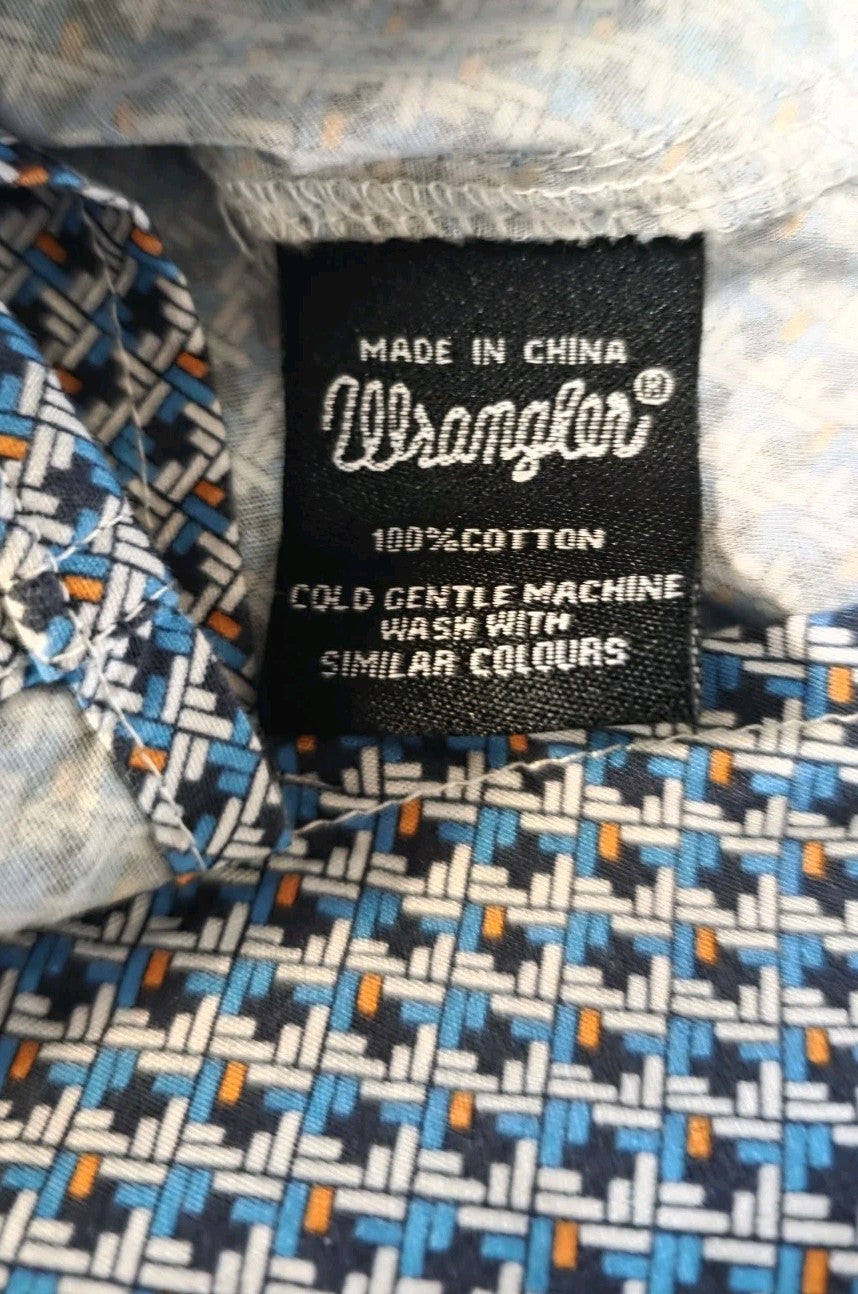 MADE IN CHINA
Wrangler®
100%COTTON
COLD GENTLE MACHINE
WASH WITH
SIMILAR COLOURS